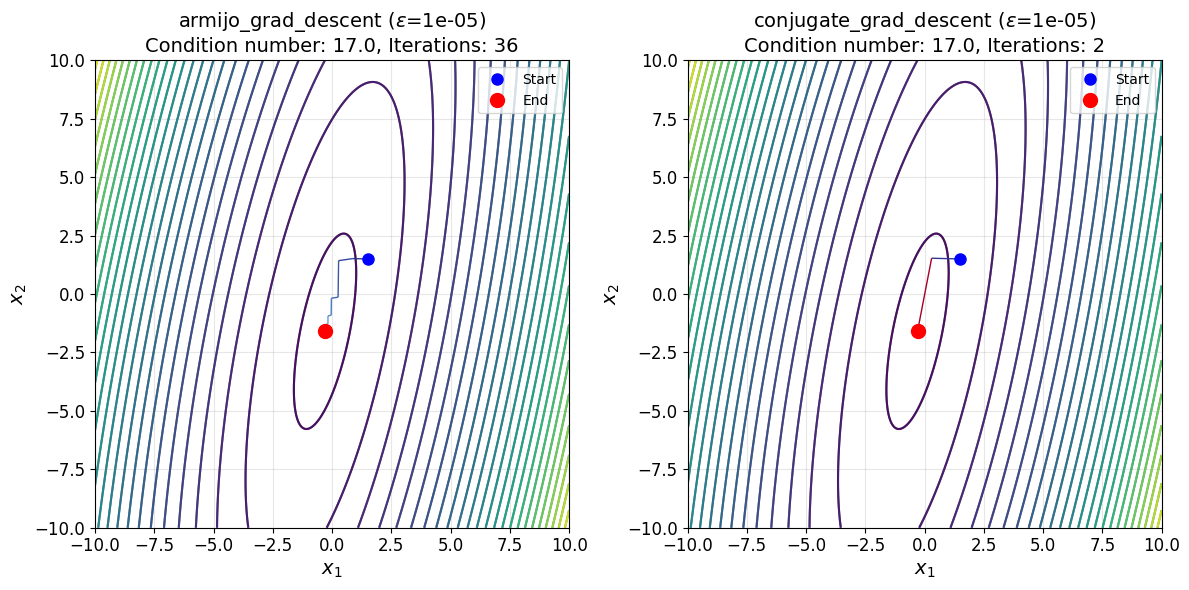 armijo_grad_descent (ε=1e-05)
Condition number: 17.0, Iterations: 36
Start
End
10.0
7.5
5.0
2.5
0.0
−2.5
−5.0
−7.5
−10.0
x₂
−10.0 −7.5 −5.0 −2.5 0.0 2.5 5.0 7.5 10.0
x₁
conjugate_grad_descent (ε=1e-05)
Condition number: 17.0, Iterations: 2
Start
End
10.0
7.5
5.0
2.5
0.0
−2.5
−5.0
−7.5
−10.0
x₂
−10.0 −7.5 −5.0 −2.5 0.0 2.5 5.0 7.5 10.0
x₁